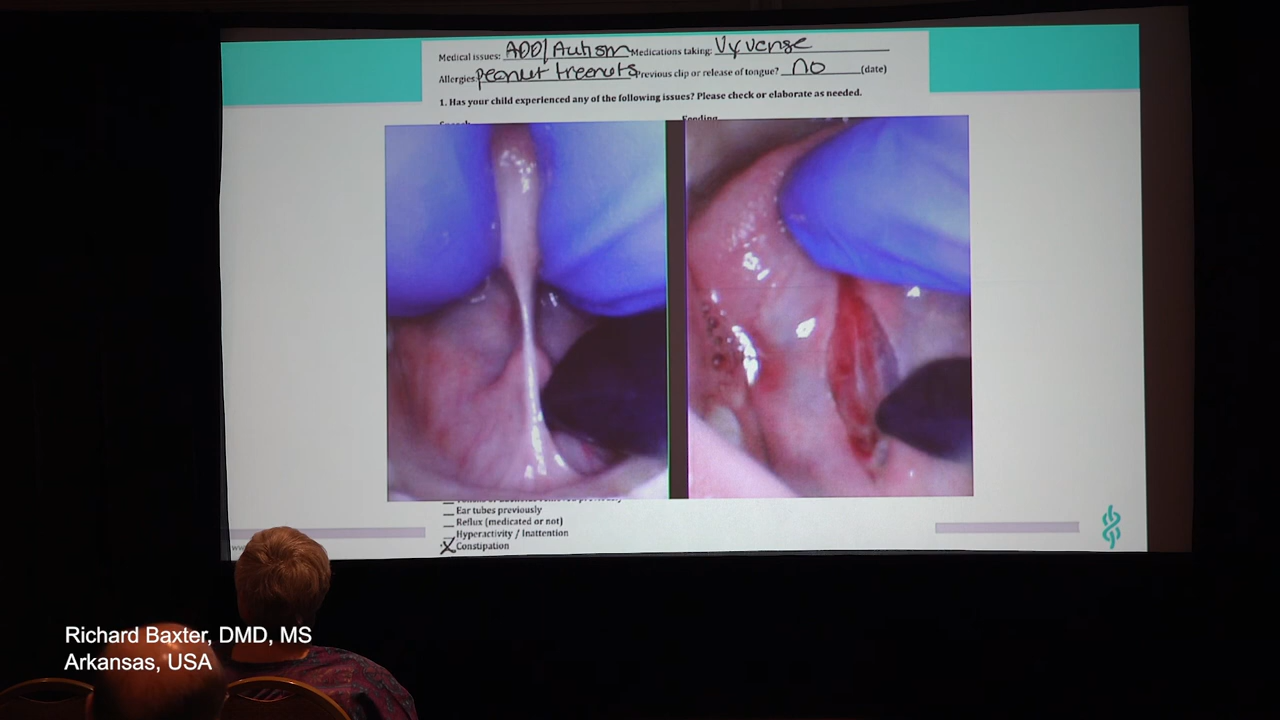 Medical issues: ADD/Autism Medications taking: Vyvense
Allergies Peanut treenuts Previous clip or release of tongue? no (date)
1. Has your child experienced any of the following issues? Please check or elaborate as needed.
Speech Feeding
Ear tubes previously
Reflux (medicated or not)
Hyperactivity / Inattention
X Constipation
Richard Baxter, DMD, MS
Arkansas, USA